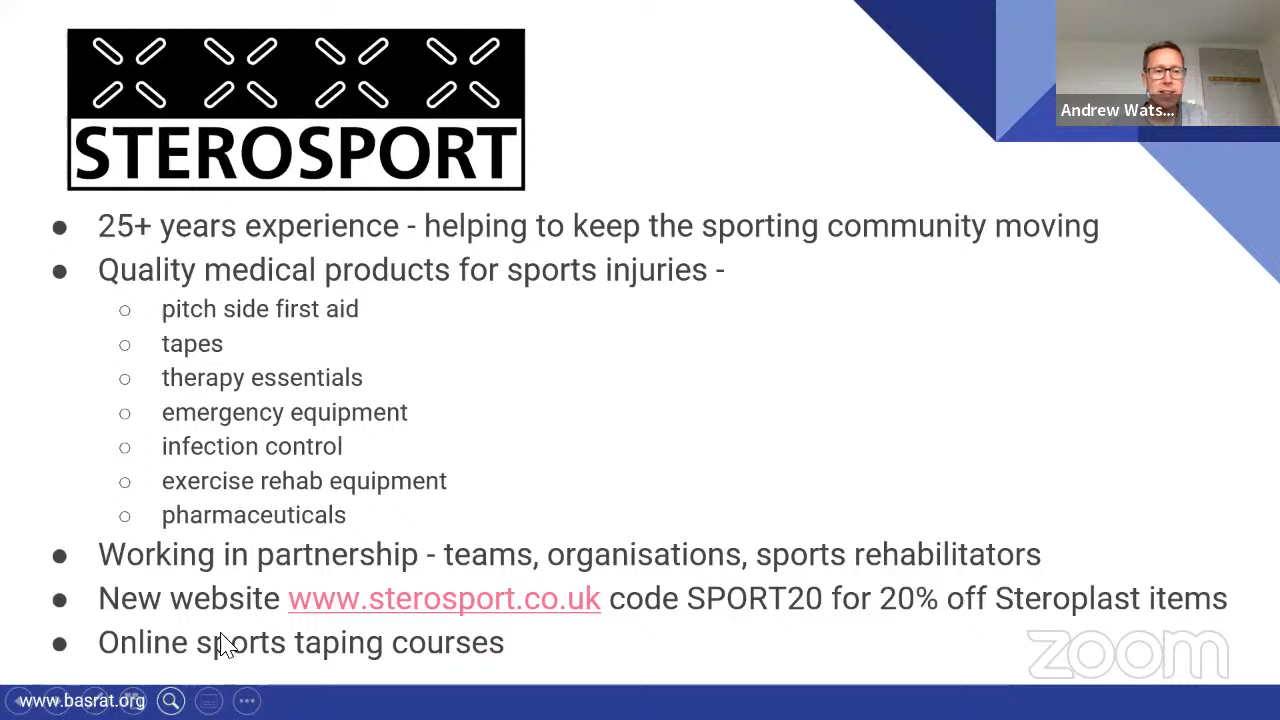 STEROSPORT
Andrew Wats...
● 25+ years experience - helping to keep the sporting community moving
● Quality medical products for sports injuries -
○ pitch side first aid
○ tapes
○ therapy essentials
○ emergency equipment
○ infection control
○ exercise rehab equipment
○ pharmaceuticals
● Working in partnership - teams, organisations, sports rehabilitators
● New website www.sterosport.co.uk code SPORT20 for 20% off Steroplast items
● Online sports taping courses
zoom
www.basrat.org